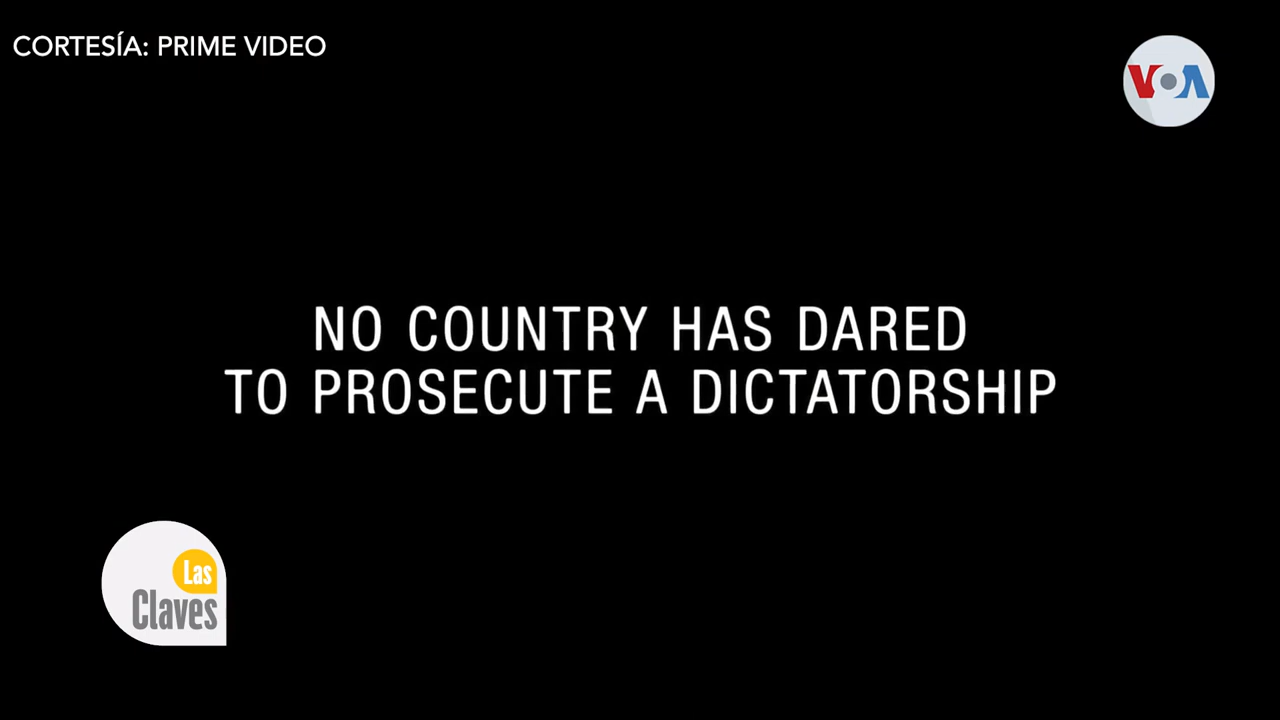 CORTESÍA: PRIME VIDEO
VOA
NO COUNTRY HAS DARED
TO PROSECUTE A DICTATORSHIP
Las
Claves